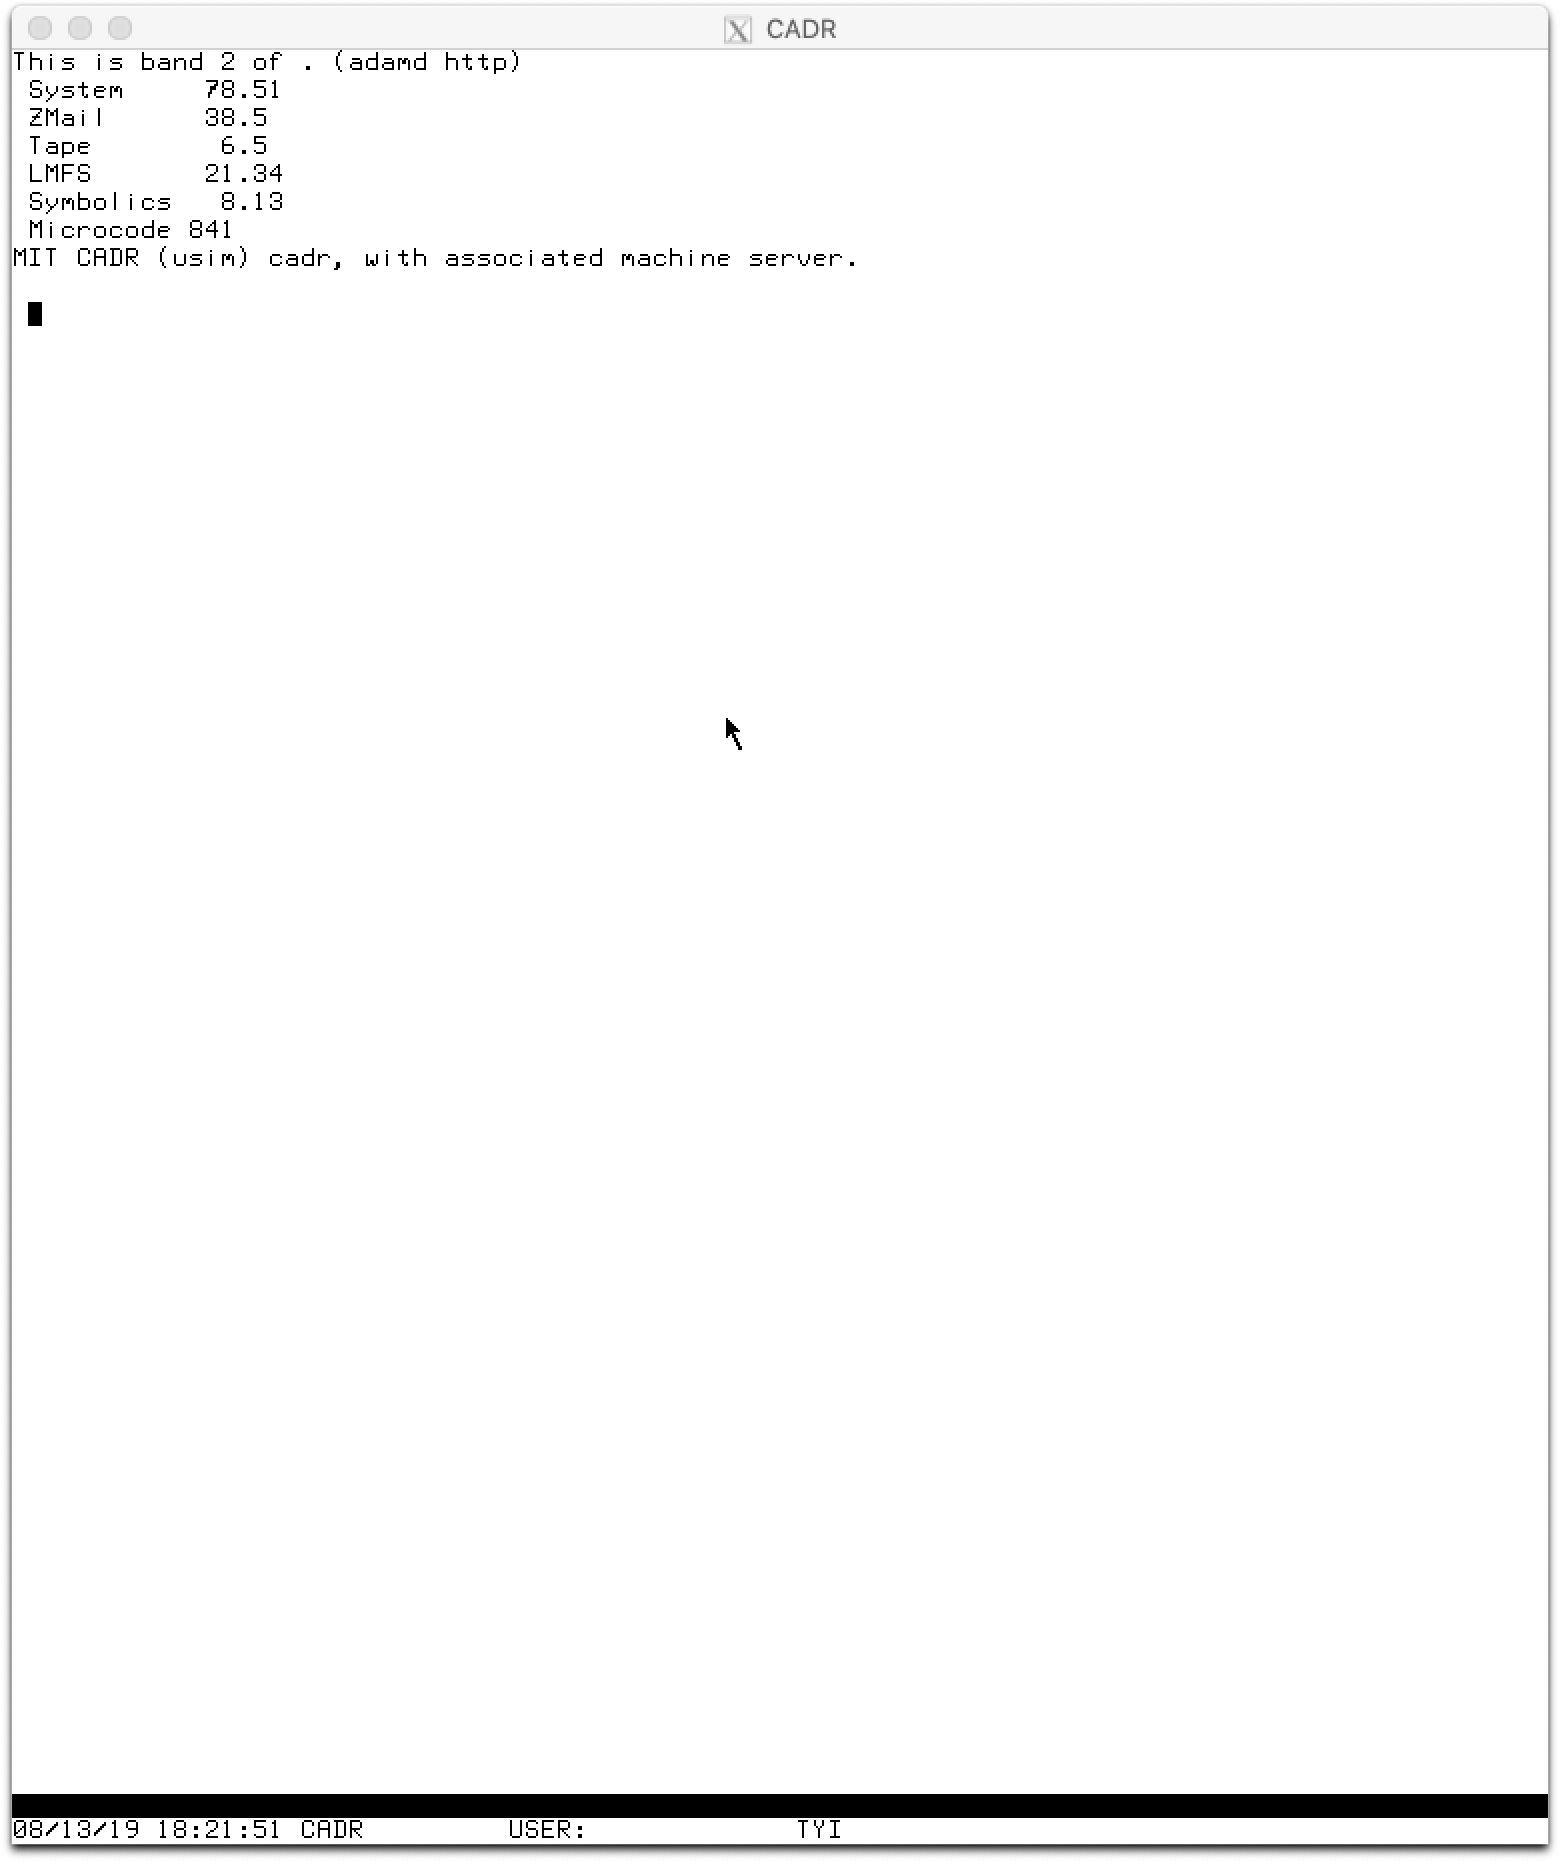 CADR
This is band 2 of . (adamd http)
System 78.51
ZMail 38.5
Tape 6.5
LMFS 21.34
Symbolics 8.13
Microcode 841
MIT CADR (usim) cadr, with associated machine server.
08/13/19 18:21:51 CADR USER: TYI